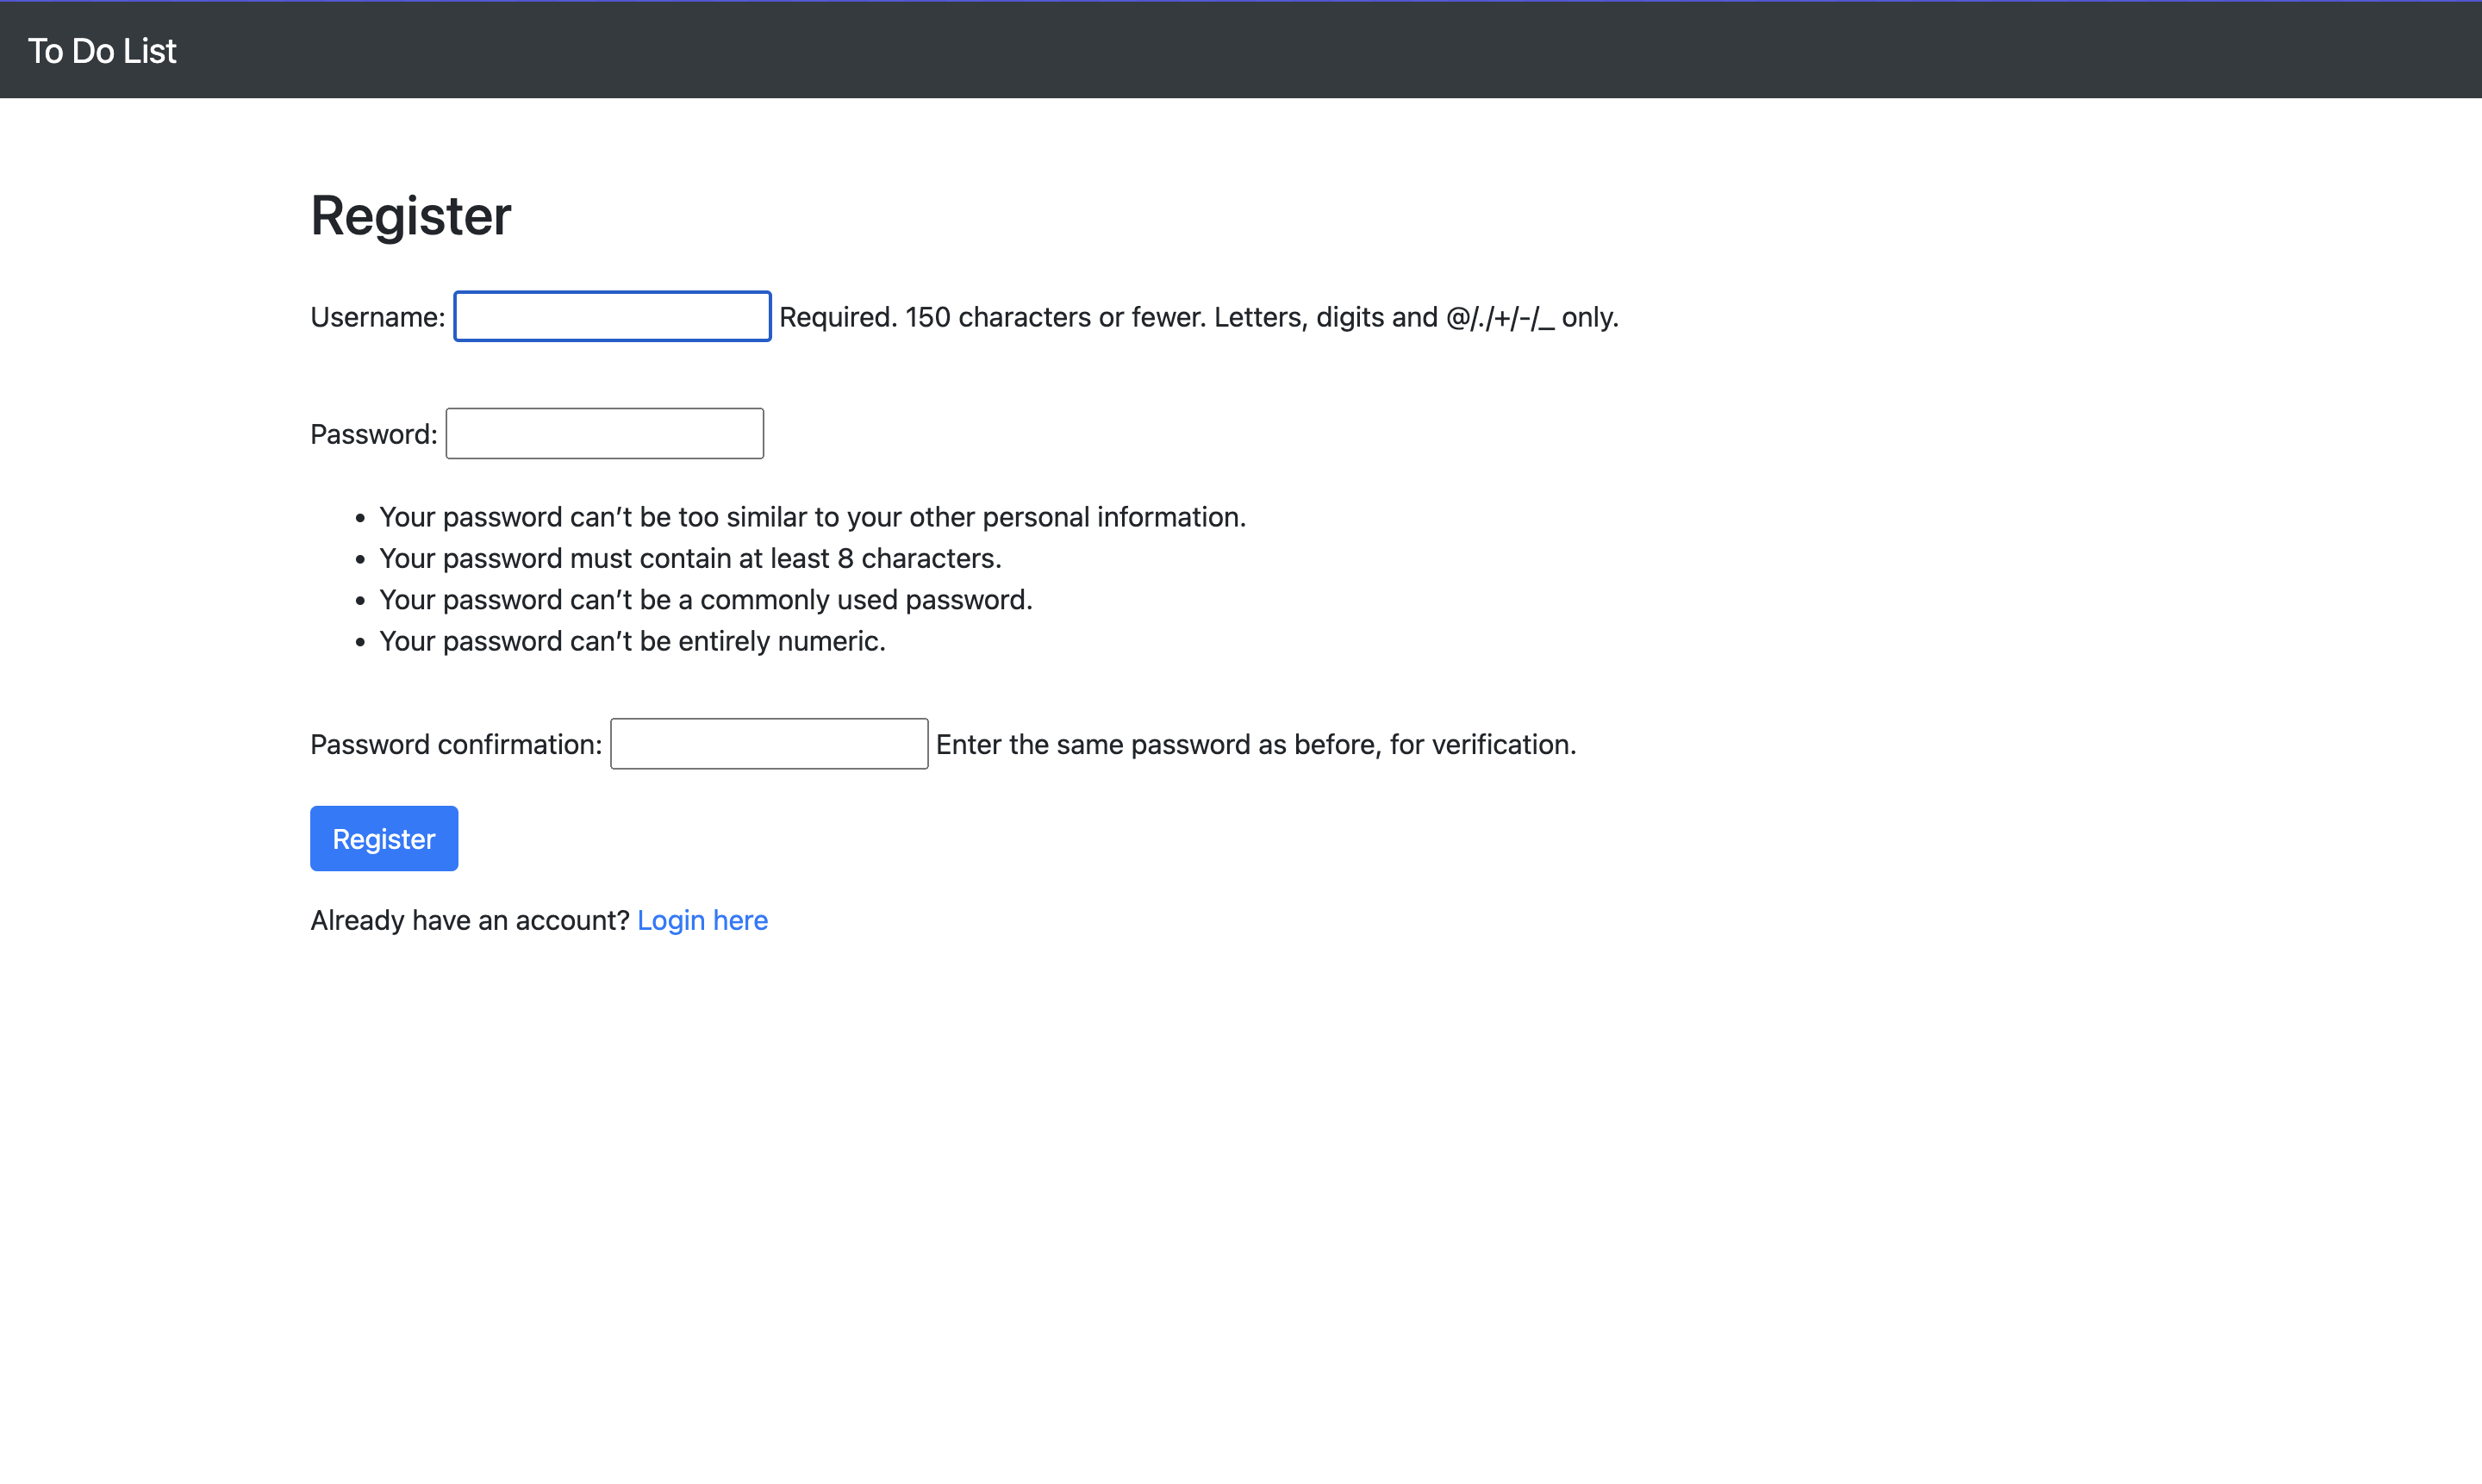 To Do List
Register
Username: Required. 150 characters or fewer. Letters, digits and @/./+/-/_ only.
Password:
• Your password can’t be too similar to your other personal information.
• Your password must contain at least 8 characters.
• Your password can’t be a commonly used password.
• Your password can’t be entirely numeric.
Password confirmation: Enter the same password as before, for verification.
Register
Already have an account? Login here